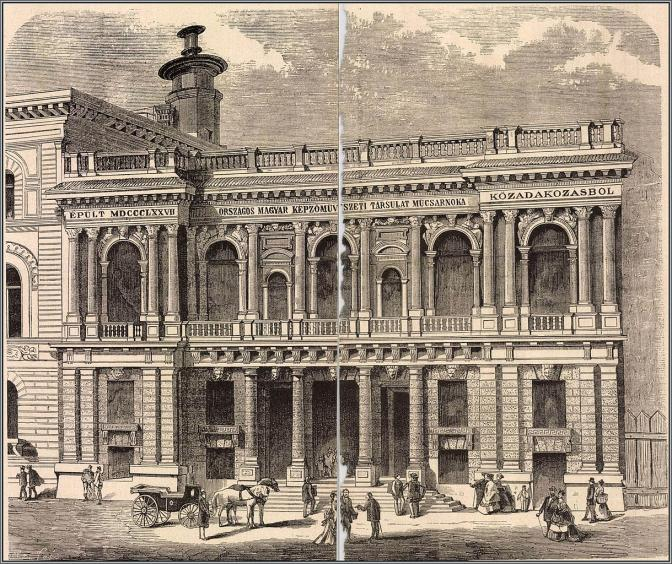 ÉPÜLT MDCCCLXXVII
ORSZÁGOS MAGYAR KÉPZŐMŰVÉSZETI TÁRSULAT MŰCSARNOKA
KÖZADAKOZÁSBÓL